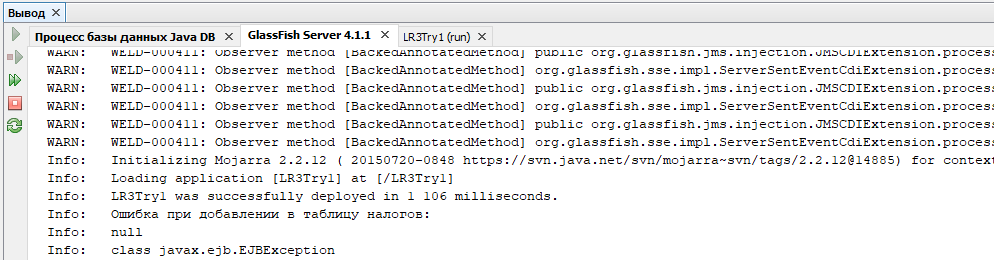 Вывод
Процесс базы данных Java DB
GlassFish Server 4.1.1
LR3Try1 (run)
WARN: WELD-000411: Observer method [BackedAnnotatedMethod] public org.glassfish.jms.injection.JMSCDIExtension.process
WARN: WELD-000411: Observer method [BackedAnnotatedMethod] org.glassfish.sse.impl.ServerSentEventCdiExtension.process
WARN: WELD-000411: Observer method [BackedAnnotatedMethod] public org.glassfish.jms.injection.JMSCDIExtension.proces
WARN: WELD-000411: Observer method [BackedAnnotatedMethod] org.glassfish.sse.impl.ServerSentEventCdiExtension.process
WARN: WELD-000411: Observer method [BackedAnnotatedMethod] public org.glassfish.jms.injection.JMSCDIExtension.proces
WARN: WELD-000411: Observer method [BackedAnnotatedMethod] org.glassfish.sse.impl.ServerSentEventCdiExtension.process
Info: Initializing Mojarra 2.2.12 ( 20150720-0848 https://svn.java.net/svn/mojarra~svn/tags/2.2.12@14885) for context
Info: Loading application [LR3Try1] at [/LR3Try1]
Info: LR3Try1 was successfully deployed in 1 106 milliseconds.
Info: Ошибка при добавлении в таблицу налогов:
Info: null
Info: class javax.ejb.EJBException